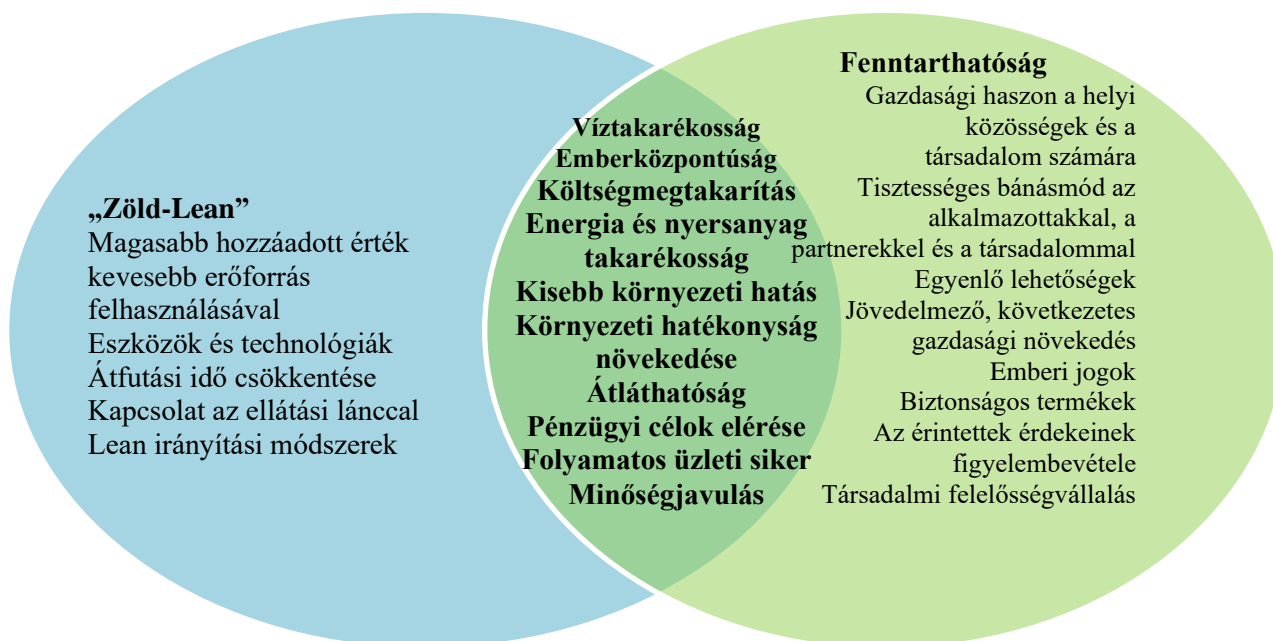 „Zöld-Lean”
Magasabb hozzáadott érték
kevesebb erőforrás
felhasználásával
Eszközök és technológiák
Átfutási idő csökkentése
Kapcsolat az ellátási lánccal
Lean irányítási módszerek
Víztakarékosság
Emberközpontúság
Költségmegtakarítás
Energia és nyersanyag
takarékosság
Kisebb környezeti hatás
Környezeti hatékonyság
növekedése
Átláthatóság
Pénzügyi célok elérése
Folyamatos üzleti siker
Minőségjavulás
Fenntarthatóság
Gazdasági haszon a helyi
közösségek és a
társadalom számára
Tisztességes bánásmód az
alkalmazottakkal, a
partnerekkel és a társadalommal
Egyenlő lehetőségek
Jövedelmező, következetes
gazdasági növekedés
Emberi jogok
Biztonságos termékek
Az érintettek érdekeinek
figyelembevétele
Társadalmi felelősségvállalás